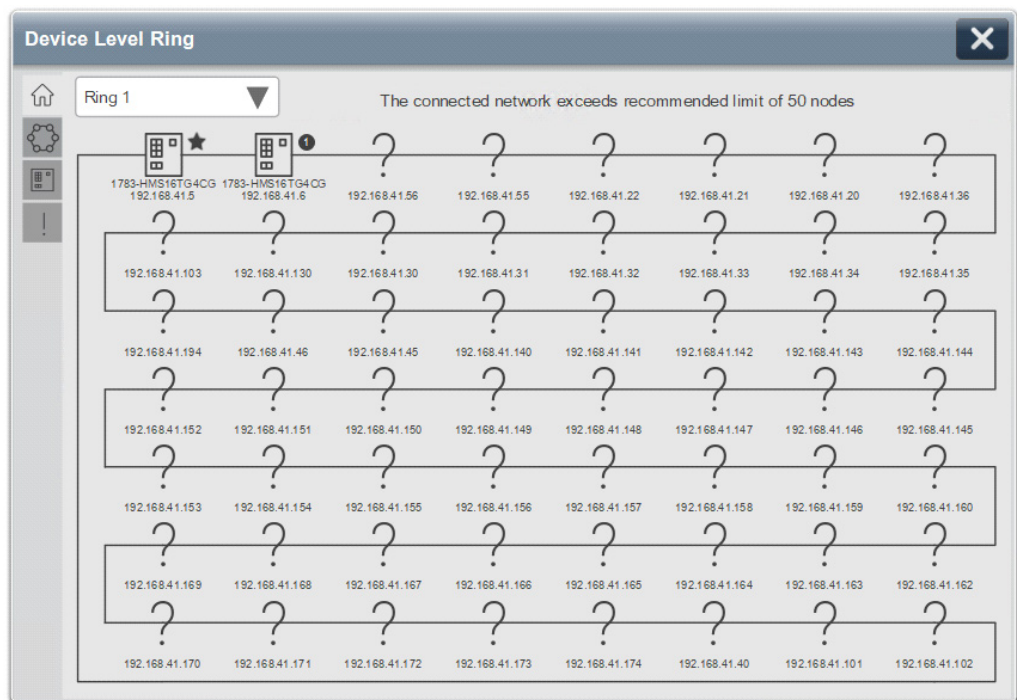 Device Level Ring
Ring 1
The connected network exceeds recommended limit of 50 nodes
1
1783-HMS16TG4CG 1783-HMS16TG4CG
192.168.41.5 192.168.41.6 192.168.41.56 192.168.41.55 192.168.41.22 192.168.41.21 192.168.41.20 192.168.41.36
192.168.41.103 192.168.41.130 192.168.41.30 192.168.41.31 192.168.41.32 192.168.41.33 192.168.41.34 192.168.41.35
192.168.41.194 192.168.41.46 192.168.41.45 192.168.41.140 192.168.41.141 192.168.41.142 192.168.41.143 192.168.41.144
192.168.41.152 192.168.41.151 192.168.41.150 192.168.41.149 192.168.41.148 192.168.41.147 192.168.41.146 192.168.41.145
192.168.41.153 192.168.41.154 192.168.41.155 192.168.41.156 192.168.41.157 192.168.41.158 192.168.41.159 192.168.41.160
192.168.41.169 192.168.41.168 192.168.41.167 192.168.41.166 192.168.41.165 192.168.41.164 192.168.41.163 192.168.41.162
192.168.41.170 192.168.41.171 192.168.41.172 192.168.41.173 192.168.41.174 192.168.41.40 192.168.41.101 192.168.41.102